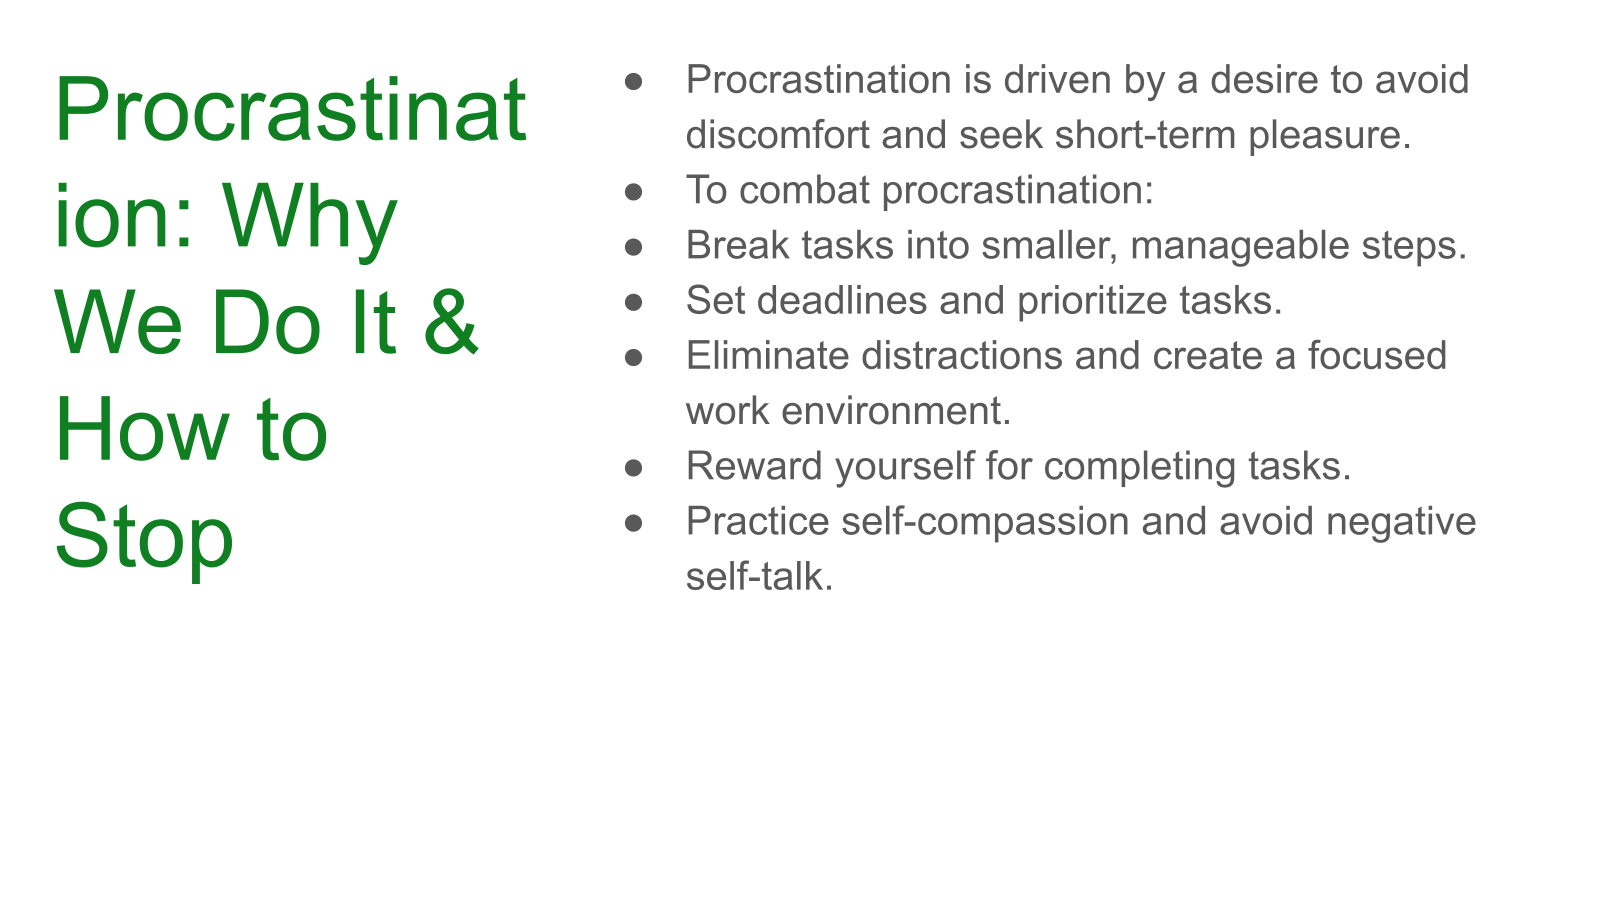 Procrastinat
ion: Why
We Do It &
How to
Stop
● Procrastination is driven by a desire to avoid
discomfort and seek short-term pleasure.
● To combat procrastination:
● Break tasks into smaller, manageable steps.
● Set deadlines and prioritize tasks.
● Eliminate distractions and create a focused
work environment.
● Reward yourself for completing tasks.
● Practice self-compassion and avoid negative
self-talk.